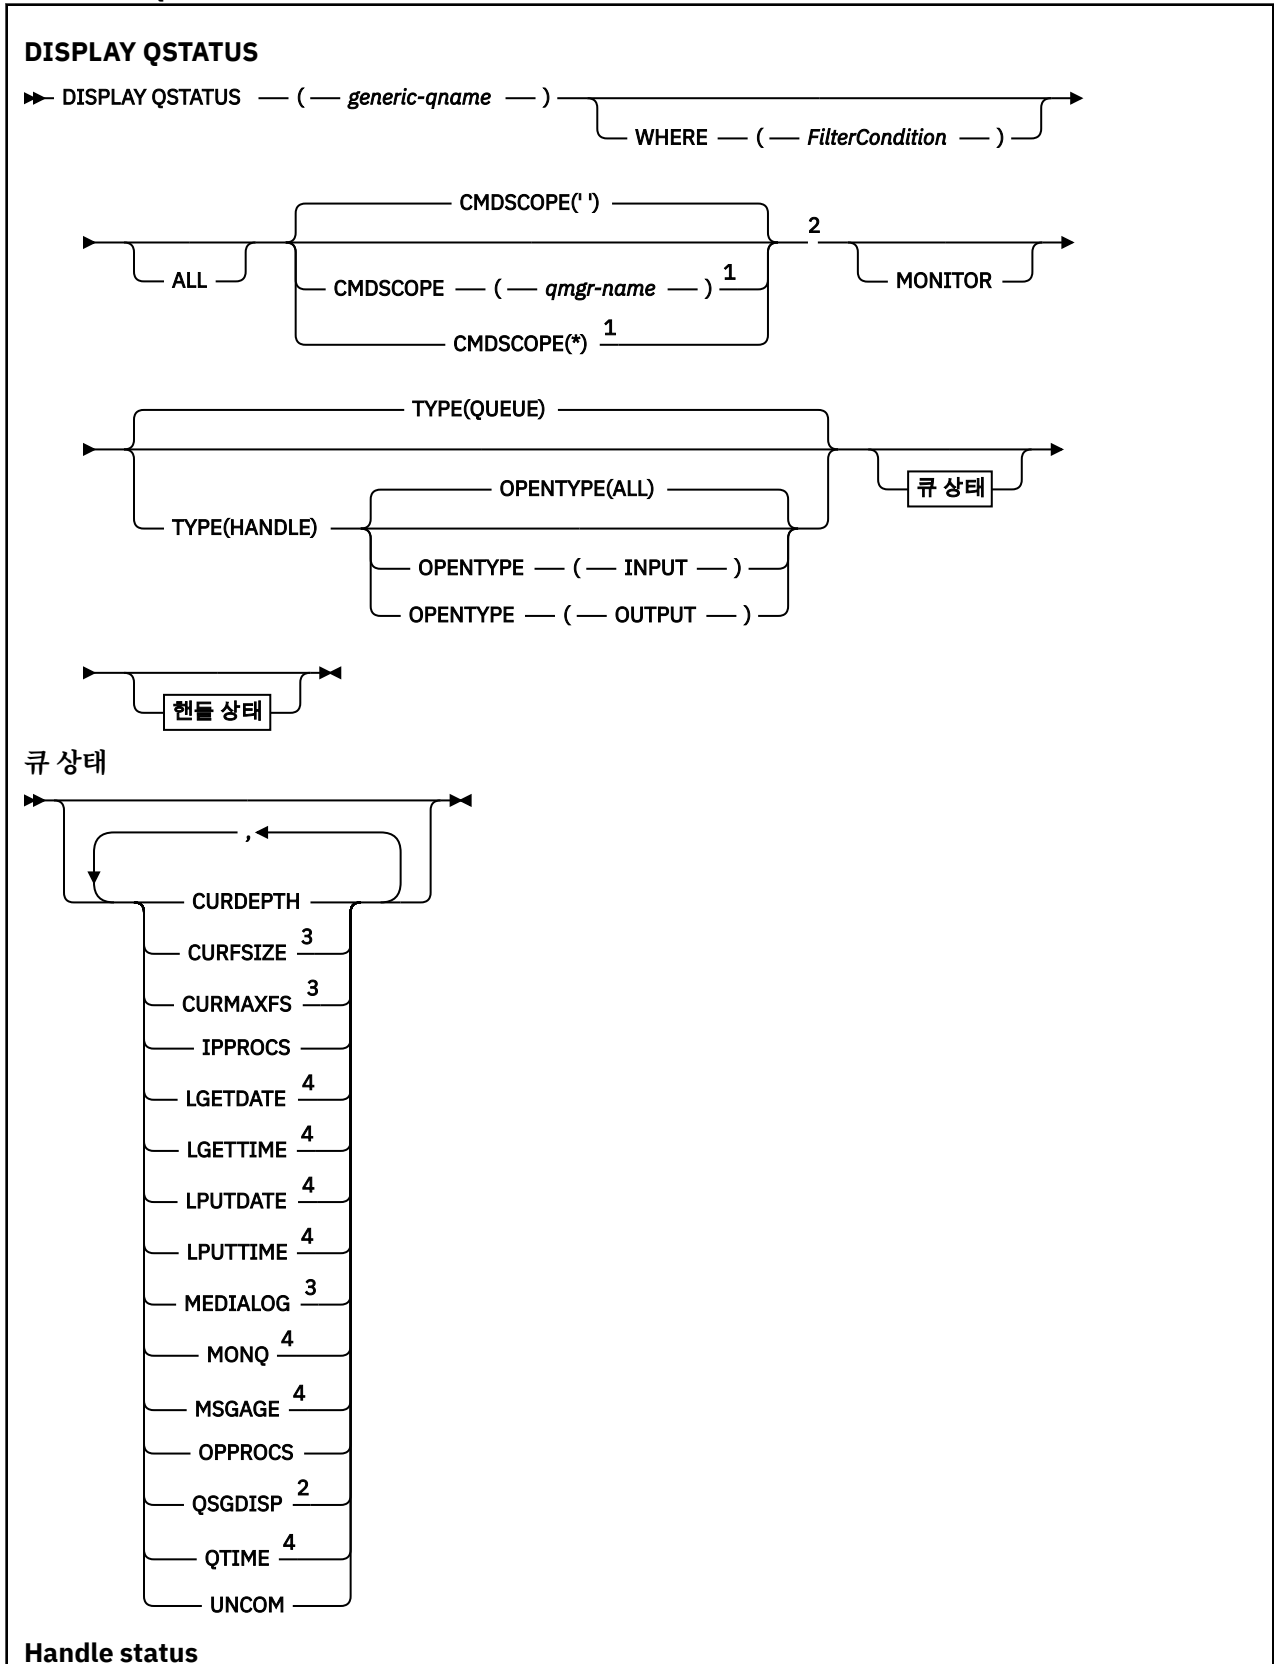 DISPLAY QSTATUS
DISPLAY QSTATUS ( generic-qname )
WHERE ( FilterCondition )
CMDSCOPE(' ')
2
ALL
CMDSCOPE ( qmgr-name ) 1
MONITOR
CMDSCOPE(*) 1
TYPE(QUEUE)
큐 상태
OPENTYPE(ALL)
TYPE(HANDLE)
OPENTYPE ( INPUT )
OPENTYPE ( OUTPUT )
핸들 상태
큐 상태
,
CURDEPTH
CURFSIZE 3
CURMAXFS 3
IPPROCS
LGETDATE 4
LGETTIME 4
LPUTDATE 4
LPUTTIME 4
MEDIALOG 3
MONQ 4
MSGAGE 4
OPPROCS
QSGDISP 2
QTIME 4
UNCOM
Handle status